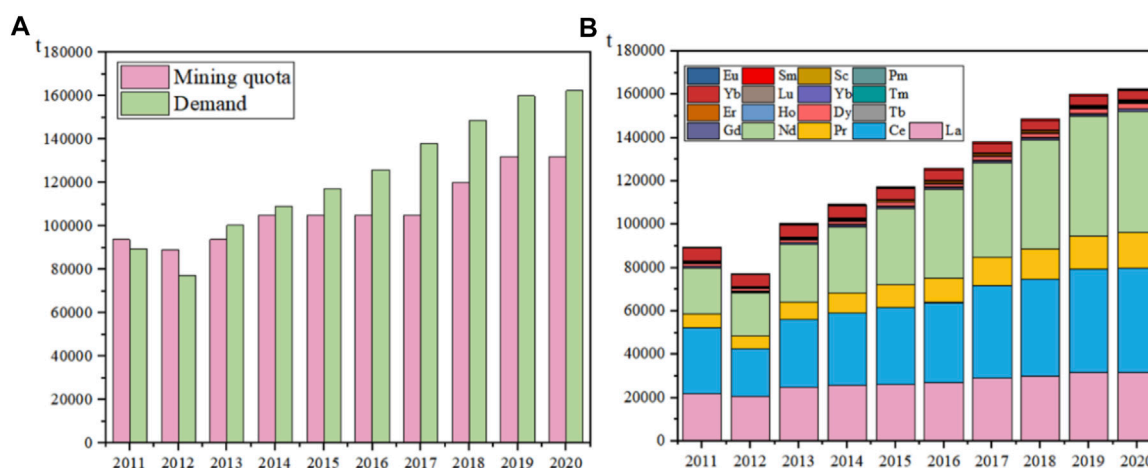 A
t
180000
160000
140000
120000
100000
80000
60000
40000
20000
0
Mining quota
Demand
2011 2012 2013 2014 2015 2016 2017 2018 2019 2020
B
t
180000
160000
140000
120000
100000
80000
60000
40000
20000
0
Eu Sm Sc Pm
Yb Lu Yb Tm
Er Ho Dy Tb
Gd Nd Pr Ce La
2011 2012 2013 2014 2015 2016 2017 2018 2019 2020